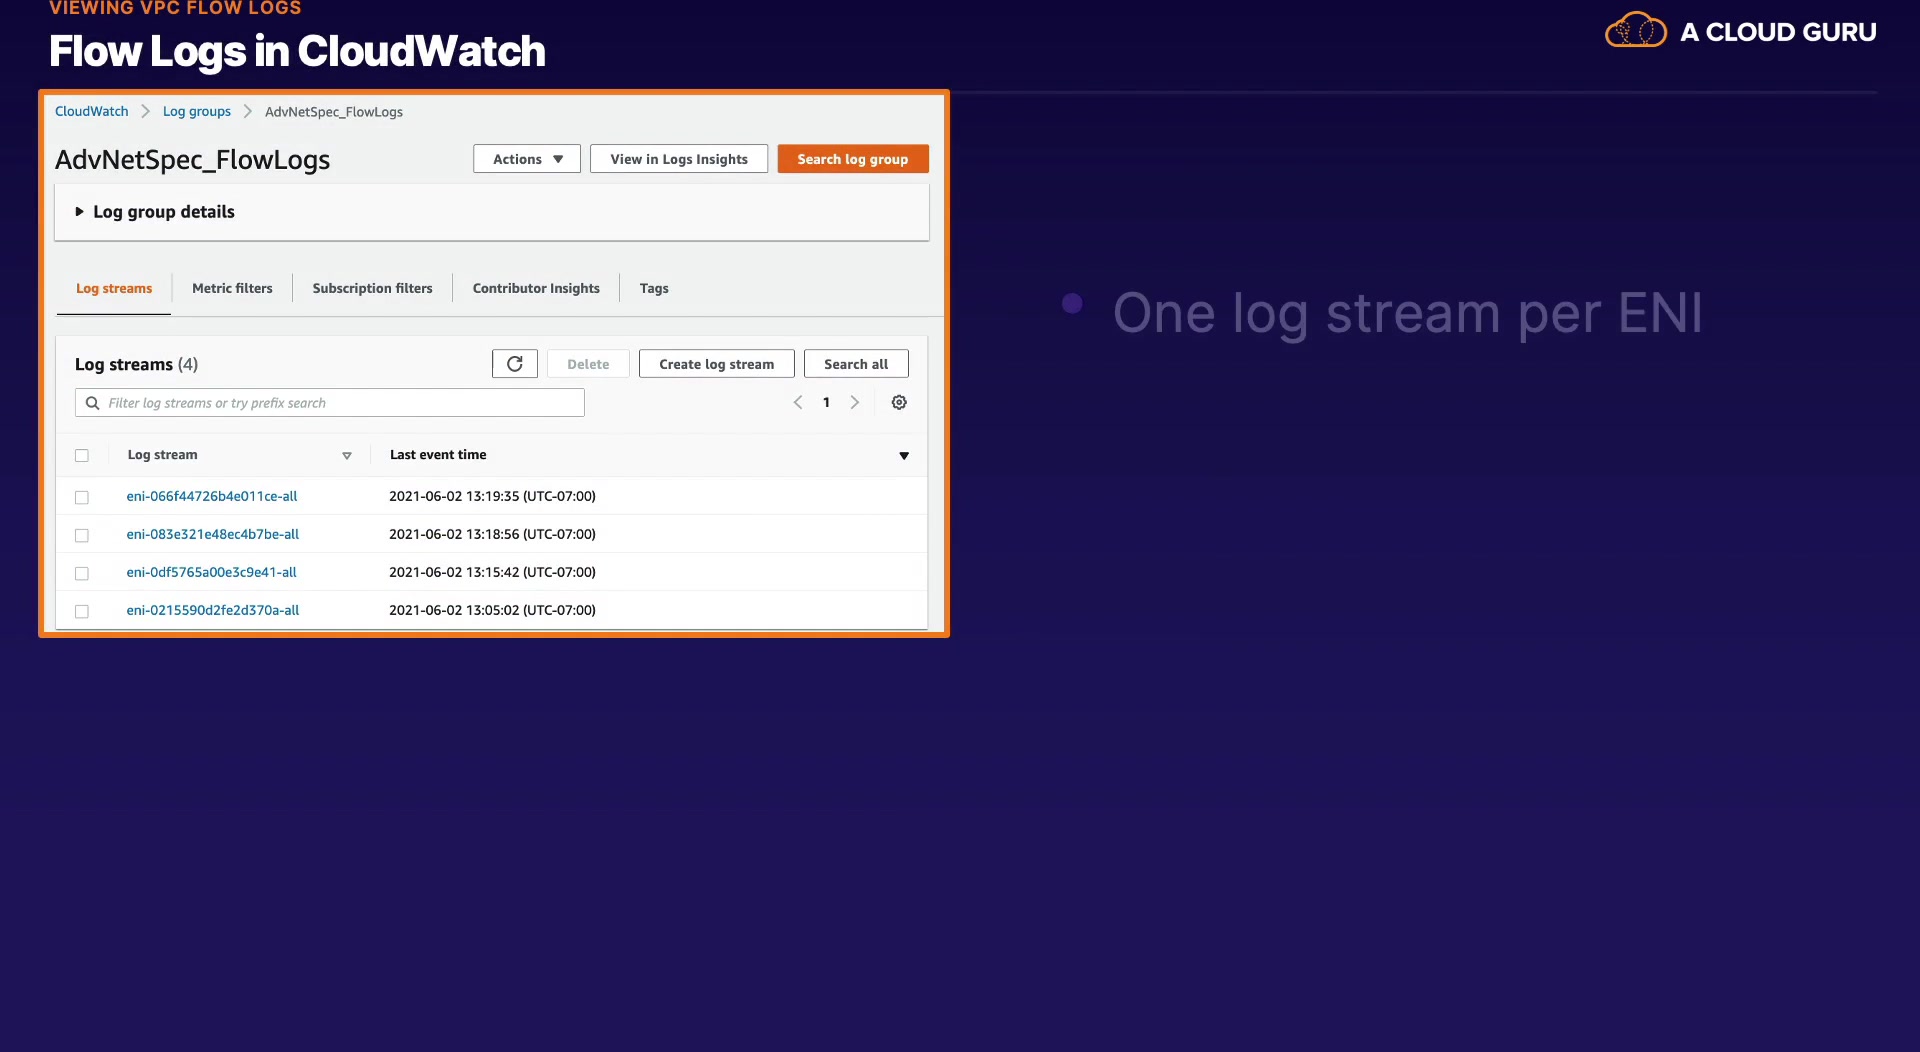 VIEWING VPC FLOW LOGS
Flow Logs in CloudWatch
A CLOUD GURU
CloudWatch > Log groups > AdvNetSpec_FlowLogs
AdvNetSpec_FlowLogs
Actions ▼ View in Logs Insights Search log group
Log group details
Log streams Metric filters Subscription filters Contributor Insights Tags
Log streams (4)
Delete Create log stream Search all
Filter log streams or try prefix search
< 1 >
Log stream Last event time
eni-066f44726b4e011ce-all 2021-06-02 13:19:35 (UTC-07:00)
eni-083e321e48ec4b7be-all 2021-06-02 13:18:56 (UTC-07:00)
eni-0df5765a00e3c9e41-all 2021-06-02 13:15:42 (UTC-07:00)
eni-0215590d2fe2d370a-all 2021-06-02 13:05:02 (UTC-07:00)
• One log stream per ENI